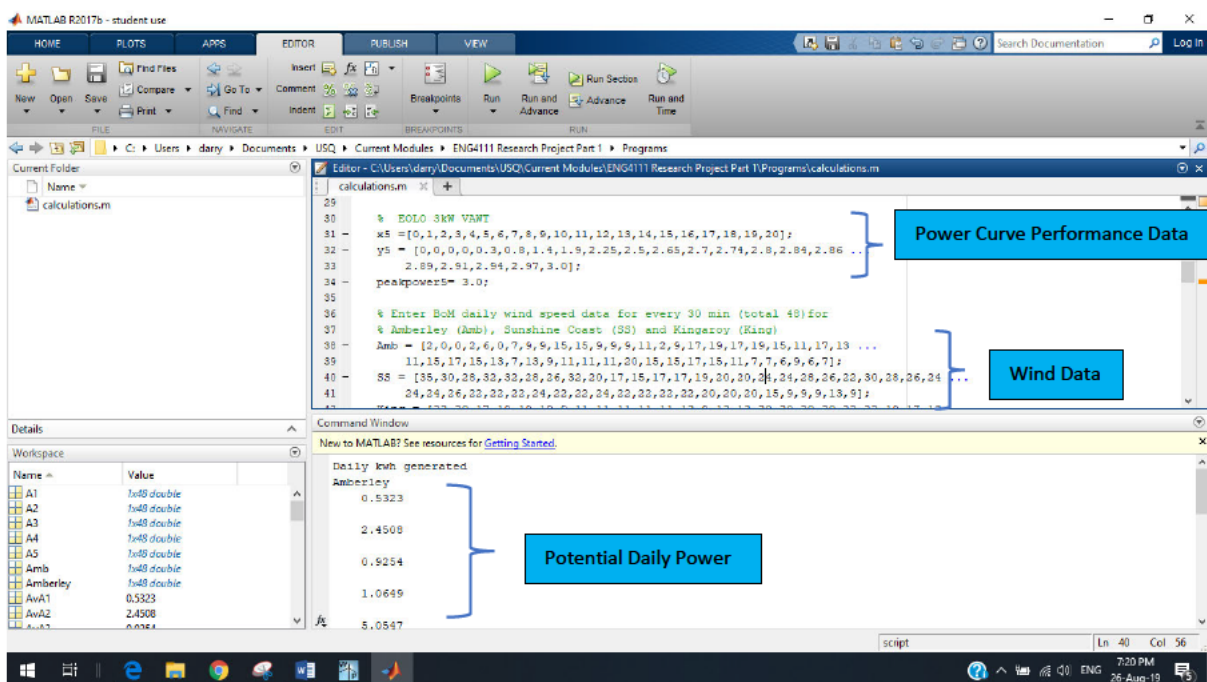 MATLAB R2017b - student use
HOME PLOTS APPS EDITOR PUBLISH VIEW
Search Documentation
Log In
New Open Save
Find Files
Compare
Print
FILE
Go To
Find
NAVIGATE
Insert
Comment
Indent
EDIT
Breakpoints
BREAKPOINTS
Run
Run and Advance
Run Section
Advance
Run and Time
RUN
C: Users darry Documents USQ Current Modules ENG4111 Research Project Part 1 Programs
Current Folder
Name
calculations.m
Details
Workspace
Name Value
A1 1x48 double
A2 1x48 double
A3 1x48 double
A4 1x48 double
A5 1x48 double
Amb 1x48 double
Amberley 1x48 double
AvA1 0.5323
AvA2 2.4508
Editor - C:\Users\darry\Documents\USQ\Current Modules\ENG4111 Research Project Part 1\Programs\calculations.m
calculations.m
29
30 % EOLO 3kW VAWT
31 - x5 =[0,1,2,3,4,5,6,7,8,9,10,11,12,13,14,15,16,17,18,19,20];
32 - y5 = [0,0,0,0,0.3,0.8,1.4,1.9,2.25,2.5,2.65,2.7,2.74,2.8,2.84,2.86 ...
33 2.89,2.91,2.94,2.97,3.0];
34 - peakpower5= 3.0;
35
36 % Enter BoM daily wind speed data for every 30 min (total 48)for
37 % Amberley (Amb), Sunshine Coast (SS) and Kingaroy (King)
38 - Amb = [2,0,0,2,6,0,7,9,9,15,15,9,9,9,11,2,9,17,19,17,19,15,11,17,13 ...
39 11,15,17,15,13,7,13,9,11,11,11,20,15,15,17,15,11,7,7,6,9,6,7];
40 - SS = [35,30,28,32,32,28,26,32,20,17,15,17,17,19,20,20,24,24,28,26,22,30,28,26,24 ...
41 24,24,26,22,22,22,24,22,22,24,22,22,22,22,20,20,20,15,9,9,9,13,9];
Power Curve Performance Data
Wind Data
Command Window
New to MATLAB? See resources for Getting Started.
Daily kwh generated
Amberley
0.5323
2.4508
0.9254
1.0649
5.0547
Potential Daily Power
script
Ln 40 Col 56
ENG
7:20 PM
26-Aug-19